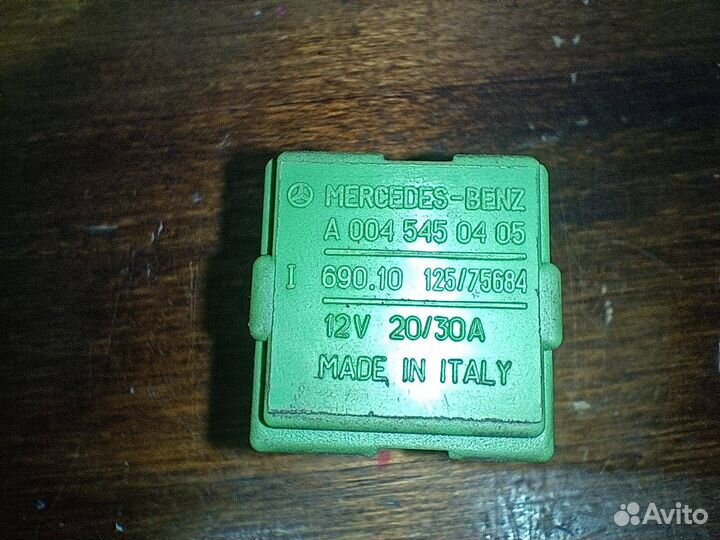 MERCEDES-BENZ
A 004 545 04 05
I 690.10 125/75684
12V 20/30A
MADE IN ITALY
Avito